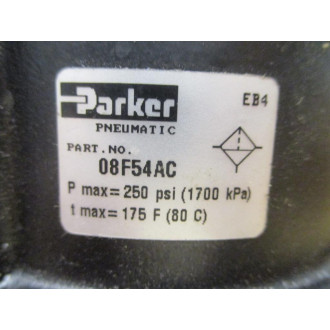 Parker
EB4
PNEUMATIC
PART.NO.
08F54AC
P max= 250 psi (1700 kPa)
t max= 175 F (80 C)